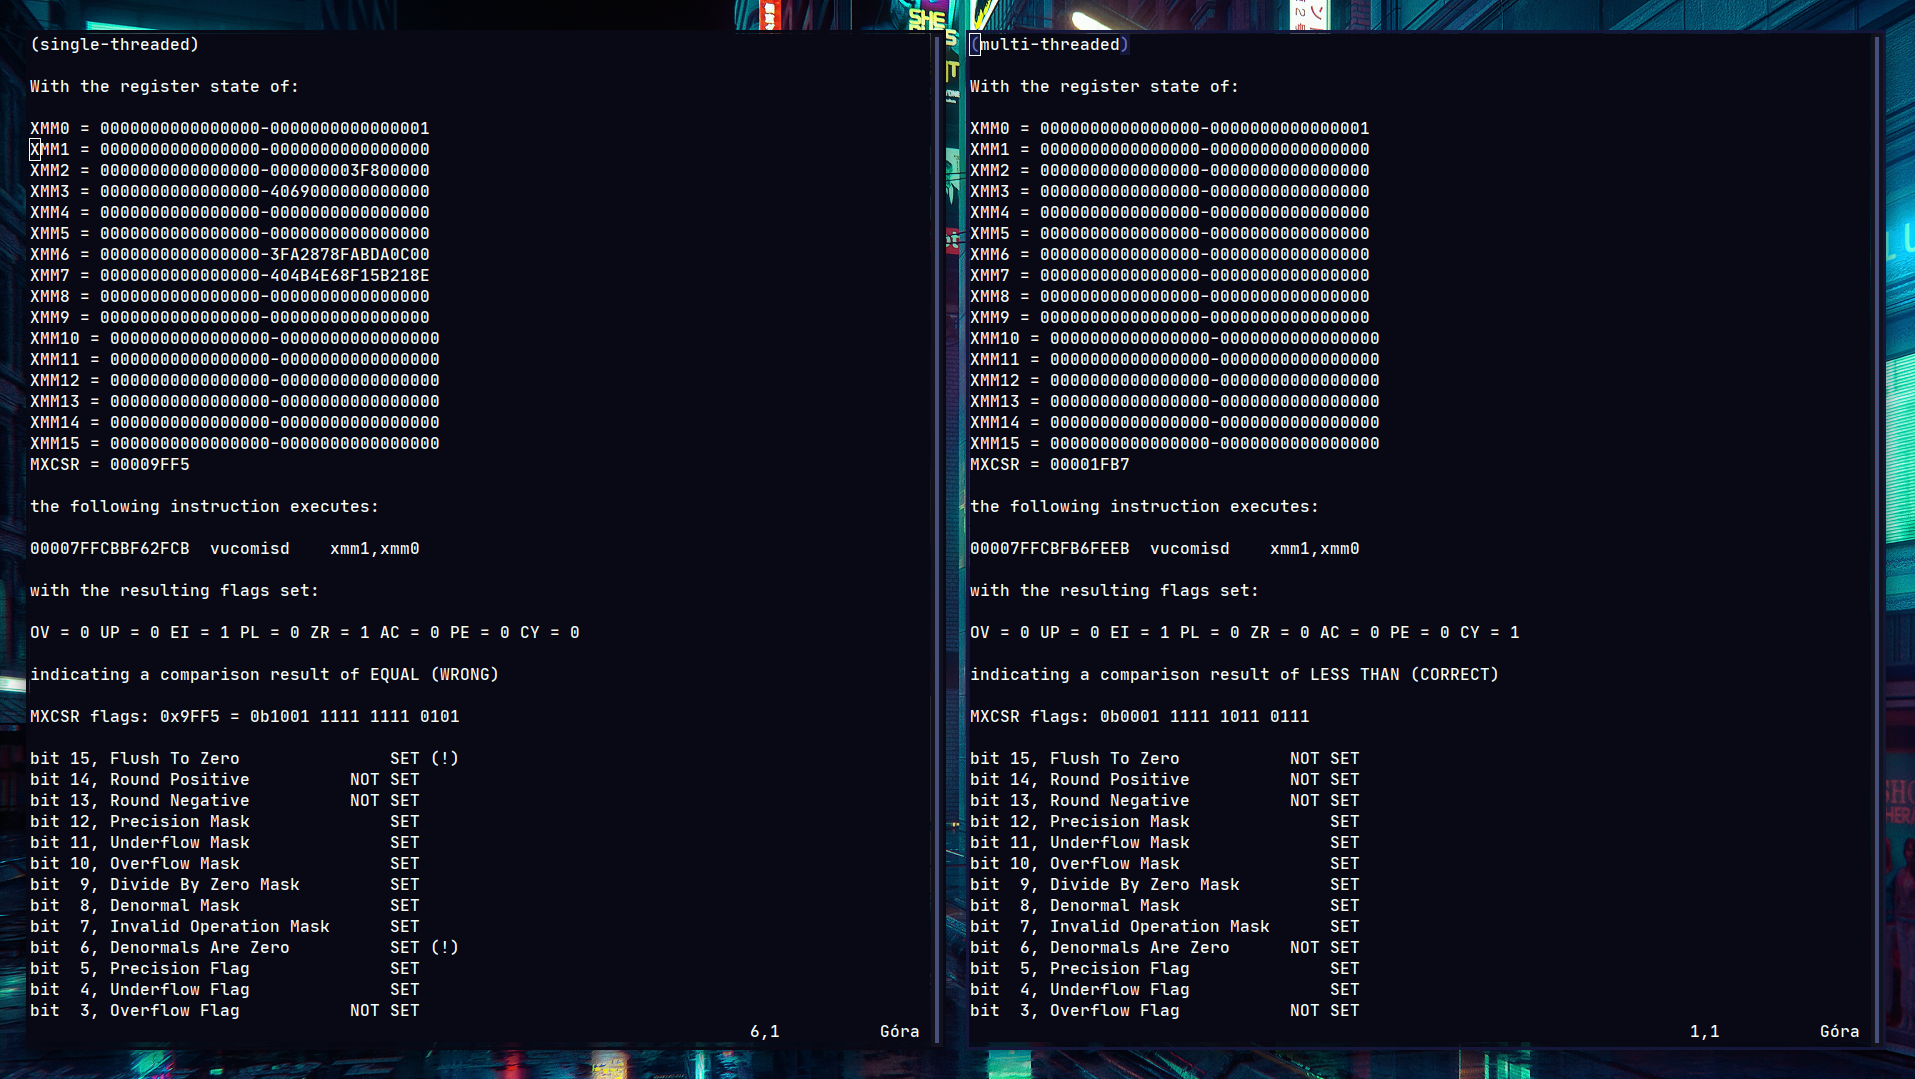 (single-threaded)
With the register state of:
XMM0 = 0000000000000000-0000000000000001
XMM1 = 0000000000000000-0000000000000000
XMM2 = 0000000000000000-000000003F800000
XMM3 = 0000000000000000-4069000000000000
XMM4 = 0000000000000000-0000000000000000
XMM5 = 0000000000000000-0000000000000000
XMM6 = 0000000000000000-3FA2878FABDA0C00
XMM7 = 0000000000000000-404B4E68F15B218E
XMM8 = 0000000000000000-0000000000000000
XMM9 = 0000000000000000-0000000000000000
XMM10 = 0000000000000000-0000000000000000
XMM11 = 0000000000000000-0000000000000000
XMM12 = 0000000000000000-0000000000000000
XMM13 = 0000000000000000-0000000000000000
XMM14 = 0000000000000000-0000000000000000
XMM15 = 0000000000000000-0000000000000000
MXCSR = 00009FF5
the following instruction executes:
00007FFCBBF62FCB  vucomisd    xmm1,xmm0
with the resulting flags set:
OV = 0 UP = 0 EI = 1 PL = 0 ZR = 1 AC = 0 PE = 0 CY = 0
indicating a comparison result of EQUAL (WRONG)
MXCSR flags: 0x9FF5 = 0b1001 1111 1111 0101
bit 15, Flush To Zero               SET (!)
bit 14, Round Positive          NOT SET
bit 13, Round Negative          NOT SET
bit 12, Precision Mask              SET
bit 11, Underflow Mask              SET
bit 10, Overflow Mask               SET
bit  9, Divide By Zero Mask         SET
bit  8, Denormal Mask               SET
bit  7, Invalid Operation Mask      SET
bit  6, Denormals Are Zero          SET (!)
bit  5, Precision Flag              SET
bit  4, Underflow Flag              SET
bit  3, Overflow Flag           NOT SET
6,1          Góra
(multi-threaded)
With the register state of:
XMM0 = 0000000000000000-0000000000000001
XMM1 = 0000000000000000-0000000000000000
XMM2 = 0000000000000000-0000000000000000
XMM3 = 0000000000000000-0000000000000000
XMM4 = 0000000000000000-0000000000000000
XMM5 = 0000000000000000-0000000000000000
XMM6 = 0000000000000000-0000000000000000
XMM7 = 0000000000000000-0000000000000000
XMM8 = 0000000000000000-0000000000000000
XMM9 = 0000000000000000-0000000000000000
XMM10 = 0000000000000000-0000000000000000
XMM11 = 0000000000000000-0000000000000000
XMM12 = 0000000000000000-0000000000000000
XMM13 = 0000000000000000-0000000000000000
XMM14 = 0000000000000000-0000000000000000
XMM15 = 0000000000000000-0000000000000000
MXCSR = 00001FB7
the following instruction executes:
00007FFCBFB6FEEB  vucomisd    xmm1,xmm0
with the resulting flags set:
OV = 0 UP = 0 EI = 1 PL = 0 ZR = 0 AC = 0 PE = 0 CY = 1
indicating a comparison result of LESS THAN (CORRECT)
MXCSR flags: 0b0001 1111 1011 0111
bit 15, Flush To Zero           NOT SET
bit 14, Round Positive          NOT SET
bit 13, Round Negative          NOT SET
bit 12, Precision Mask              SET
bit 11, Underflow Mask              SET
bit 10, Overflow Mask               SET
bit  9, Divide By Zero Mask         SET
bit  8, Denormal Mask               SET
bit  7, Invalid Operation Mask      SET
bit  6, Denormals Are Zero      NOT SET
bit  5, Precision Flag              SET
bit  4, Underflow Flag              SET
bit  3, Overflow Flag           NOT SET
1,1          Góra
SHE